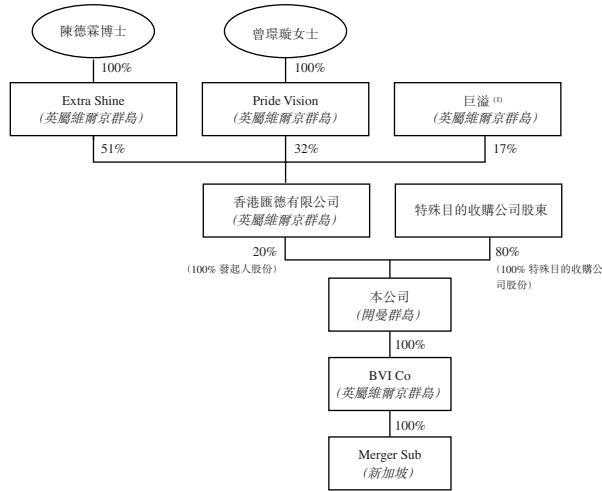 陳德霖博士
曾璟璇女士
100%
100%
Extra Shine
(英屬維爾京群島)
Pride Vision
(英屬維爾京群島)
巨溢 (1)
(英屬維爾京群島)
51%
32%
17%
香港匯德有限公司
(英屬維爾京群島)
特殊目的收購公司股東
20%
(100% 發起人股份)
80%
(100% 特殊目的收購公
司股份)
本公司
(開曼群島)
100%
BVI Co
(英屬維爾京群島)
100%
Merger Sub
(新加坡)